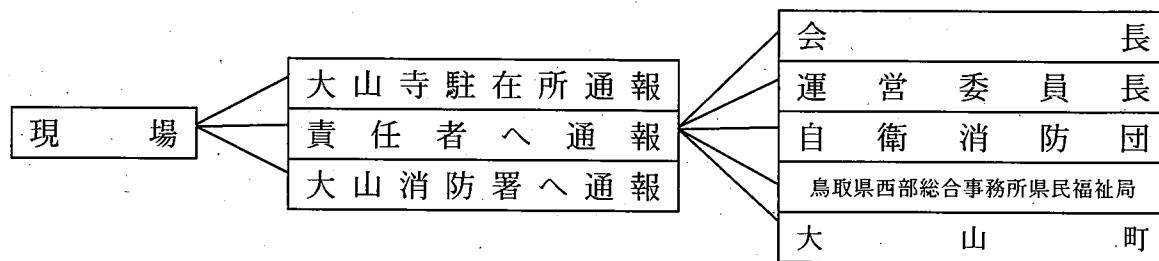 現場
大山寺駐在所通報
責任者へ通報
大山消防署へ通報
会長
運営委員長
自衛消防団
鳥取県西部総合事務所県民福祉局
大山町